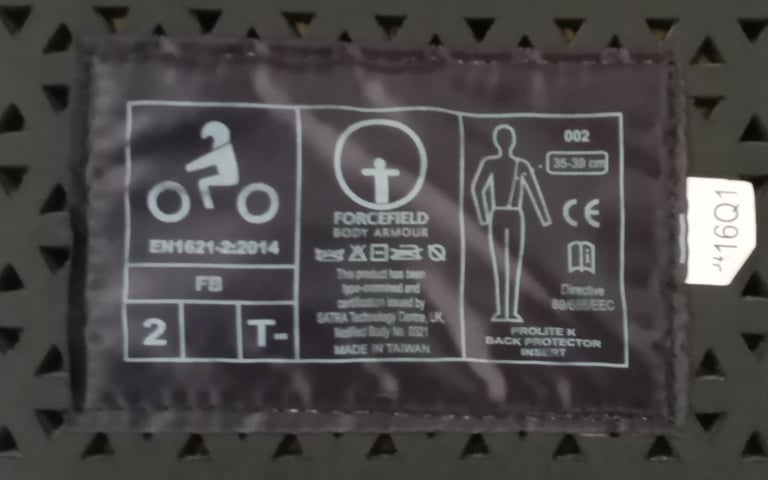 EN1621-2:2014
FB
2
T-
FORCEFIELD
BODY ARMOUR
This product has been
type-examined and
certification issued by
SATRA Technology Centre, UK,
Notified Body No. 0321
MADE IN TAIWAN
002
35-39 cm
CE
Directive
89/686/EEC
PROLITE K
BACK PROTECTOR
INSERT
16Q1